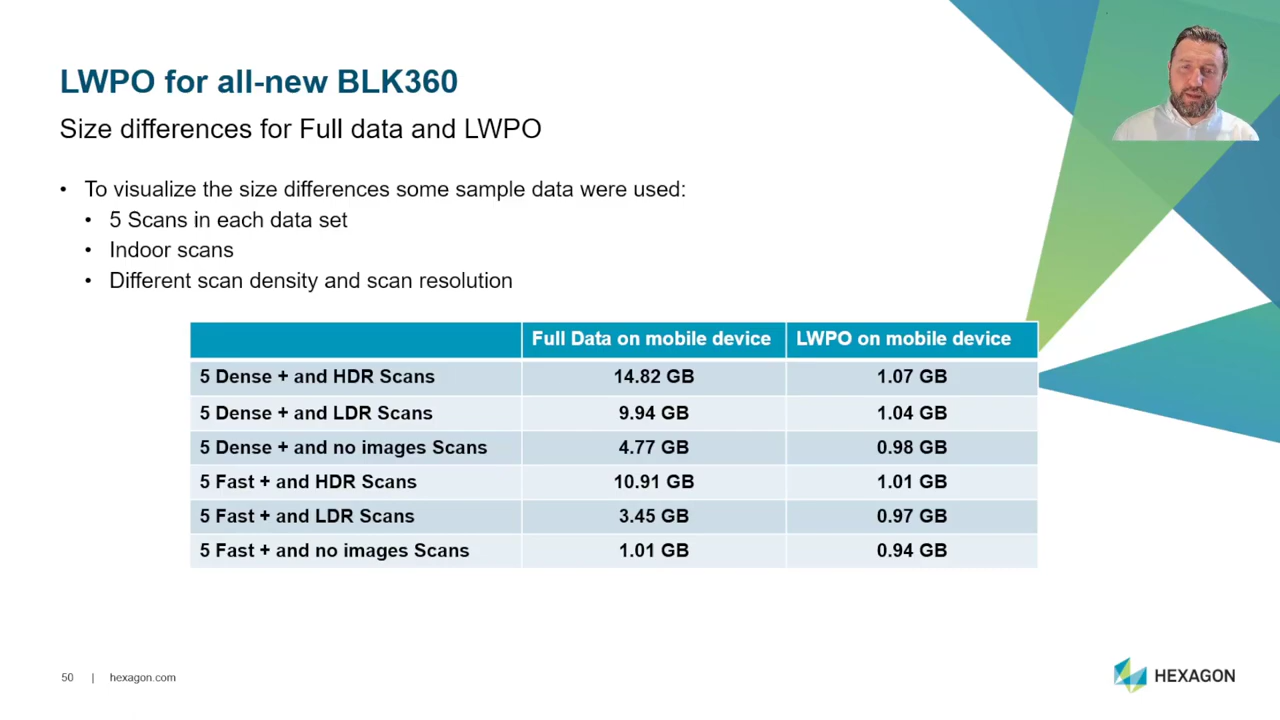 LWPO for all-new BLK360
Size differences for Full data and LWPO
• To visualize the size differences some sample data were used:
• 5 Scans in each data set
• Indoor scans
• Different scan density and scan resolution
Full Data on mobile device LWPO on mobile device
5 Dense + and HDR Scans 14.82 GB 1.07 GB
5 Dense + and LDR Scans 9.94 GB 1.04 GB
5 Dense + and no images Scans 4.77 GB 0.98 GB
5 Fast + and HDR Scans 10.91 GB 1.01 GB
5 Fast + and LDR Scans 3.45 GB 0.97 GB
5 Fast + and no images Scans 1.01 GB 0.94 GB
50 | hexagon.com
HEXAGON